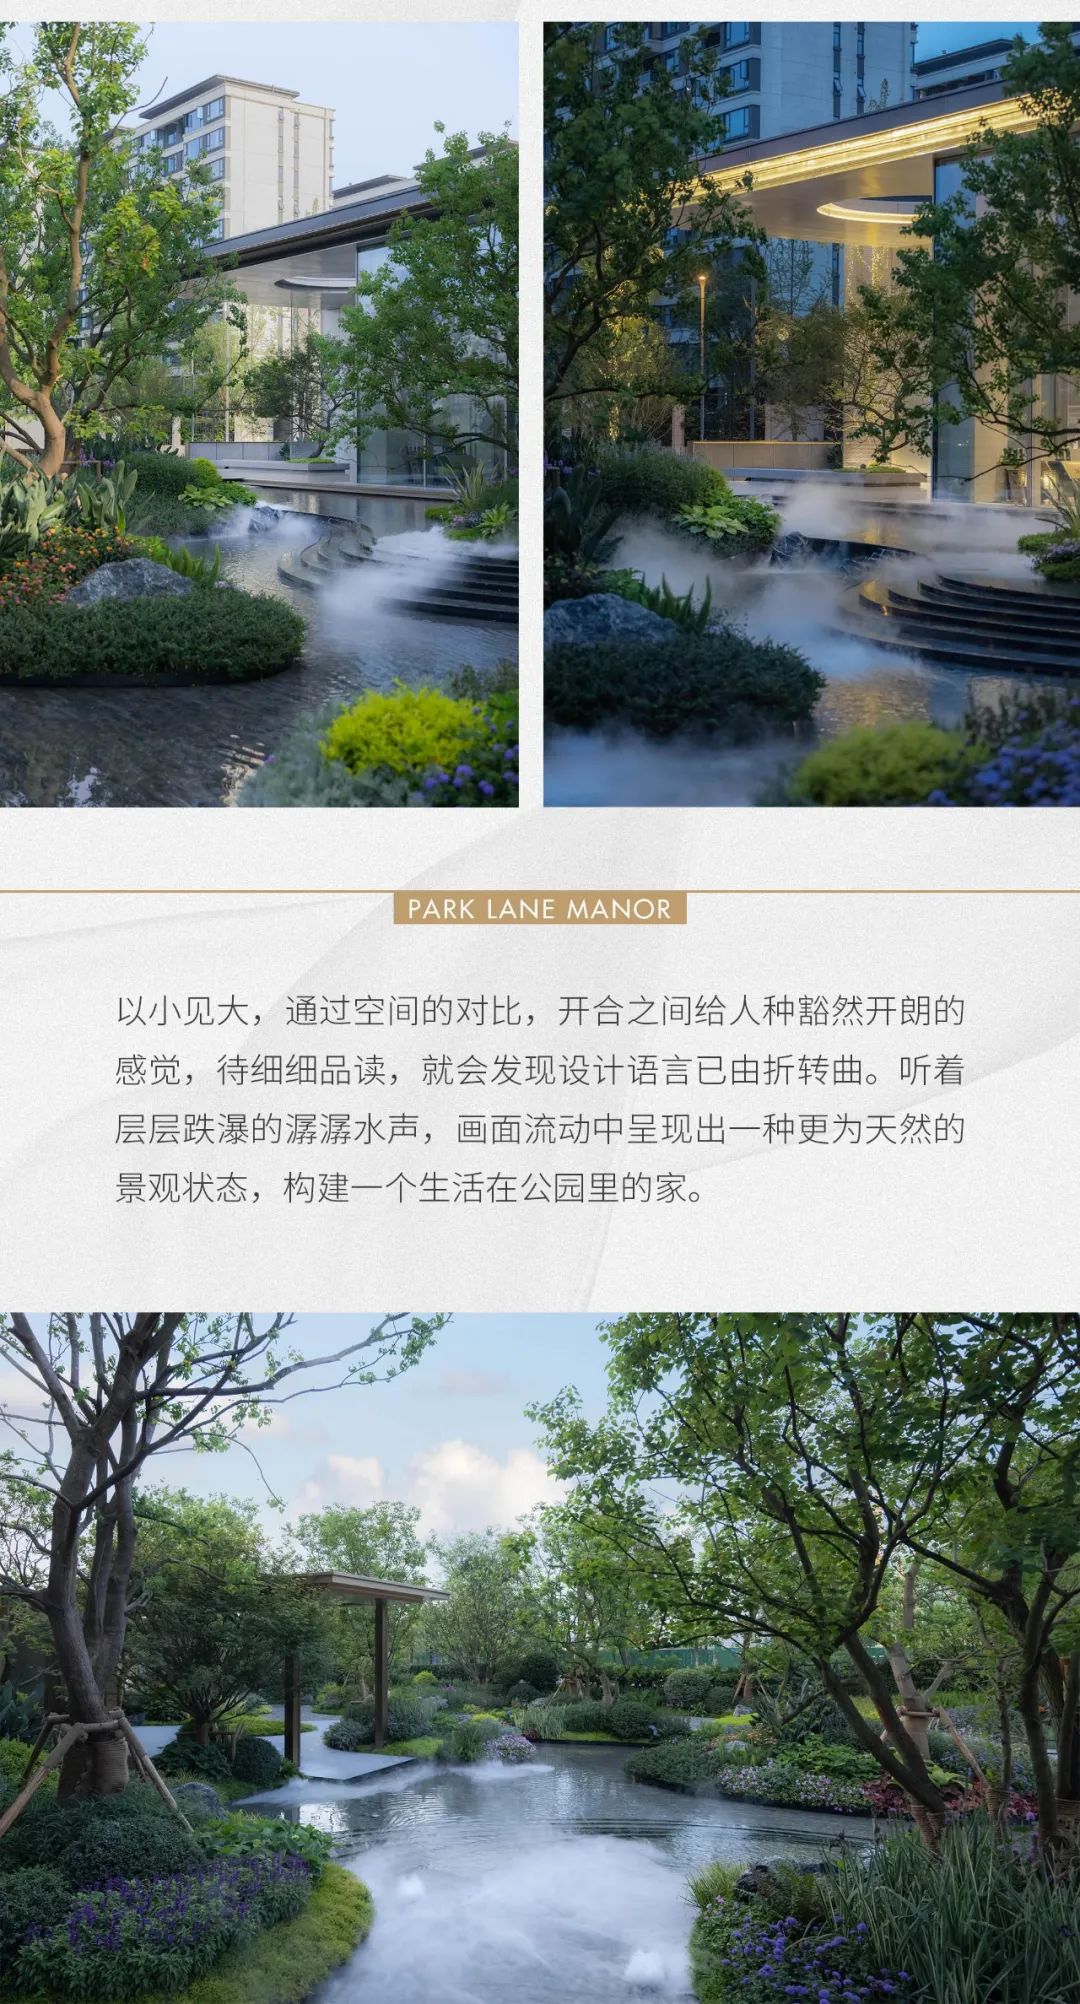 PARK LANE MANOR
以小见大，通过空间的对比，开合之间给人种豁然开朗的
感觉，待细细品读，就会发现设计语言已由折转曲。听着
层层跌瀑的潺潺水声，画面流动中呈现出一种更为天然的
景观状态，构建一个生活在公园里的家。